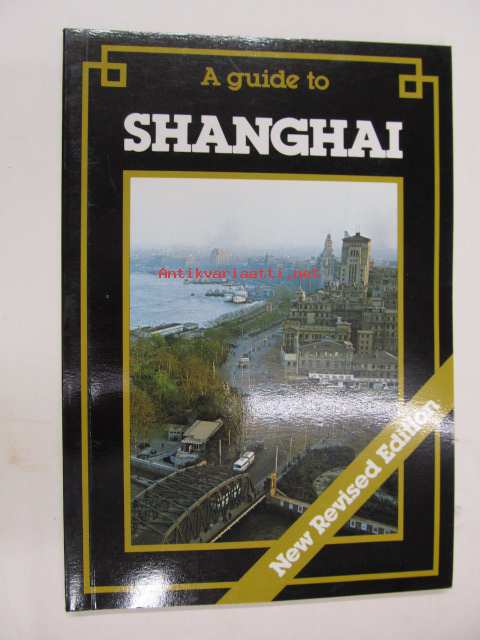 A guide to
SHANGHAI
Antikvariaatti.net
New Revised Edition